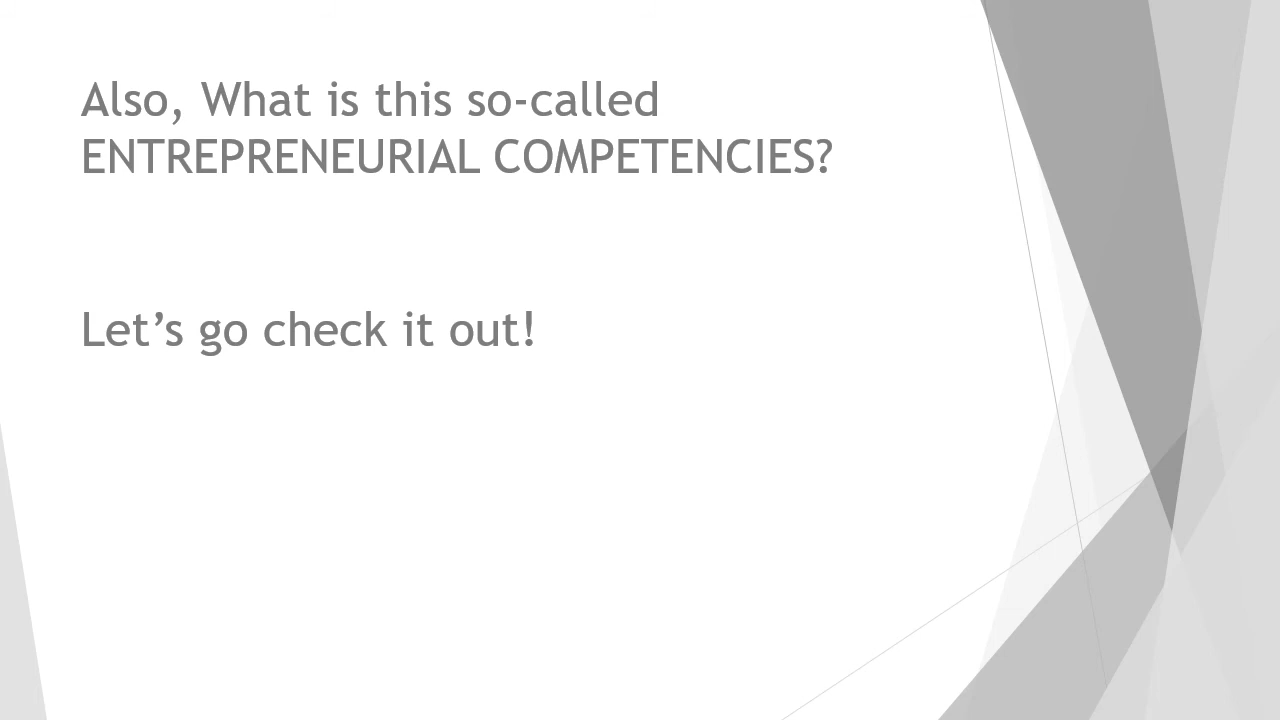 Also, What is this so-called
ENTREPRENEURIAL COMPETENCIES?
Let’s go check it out!